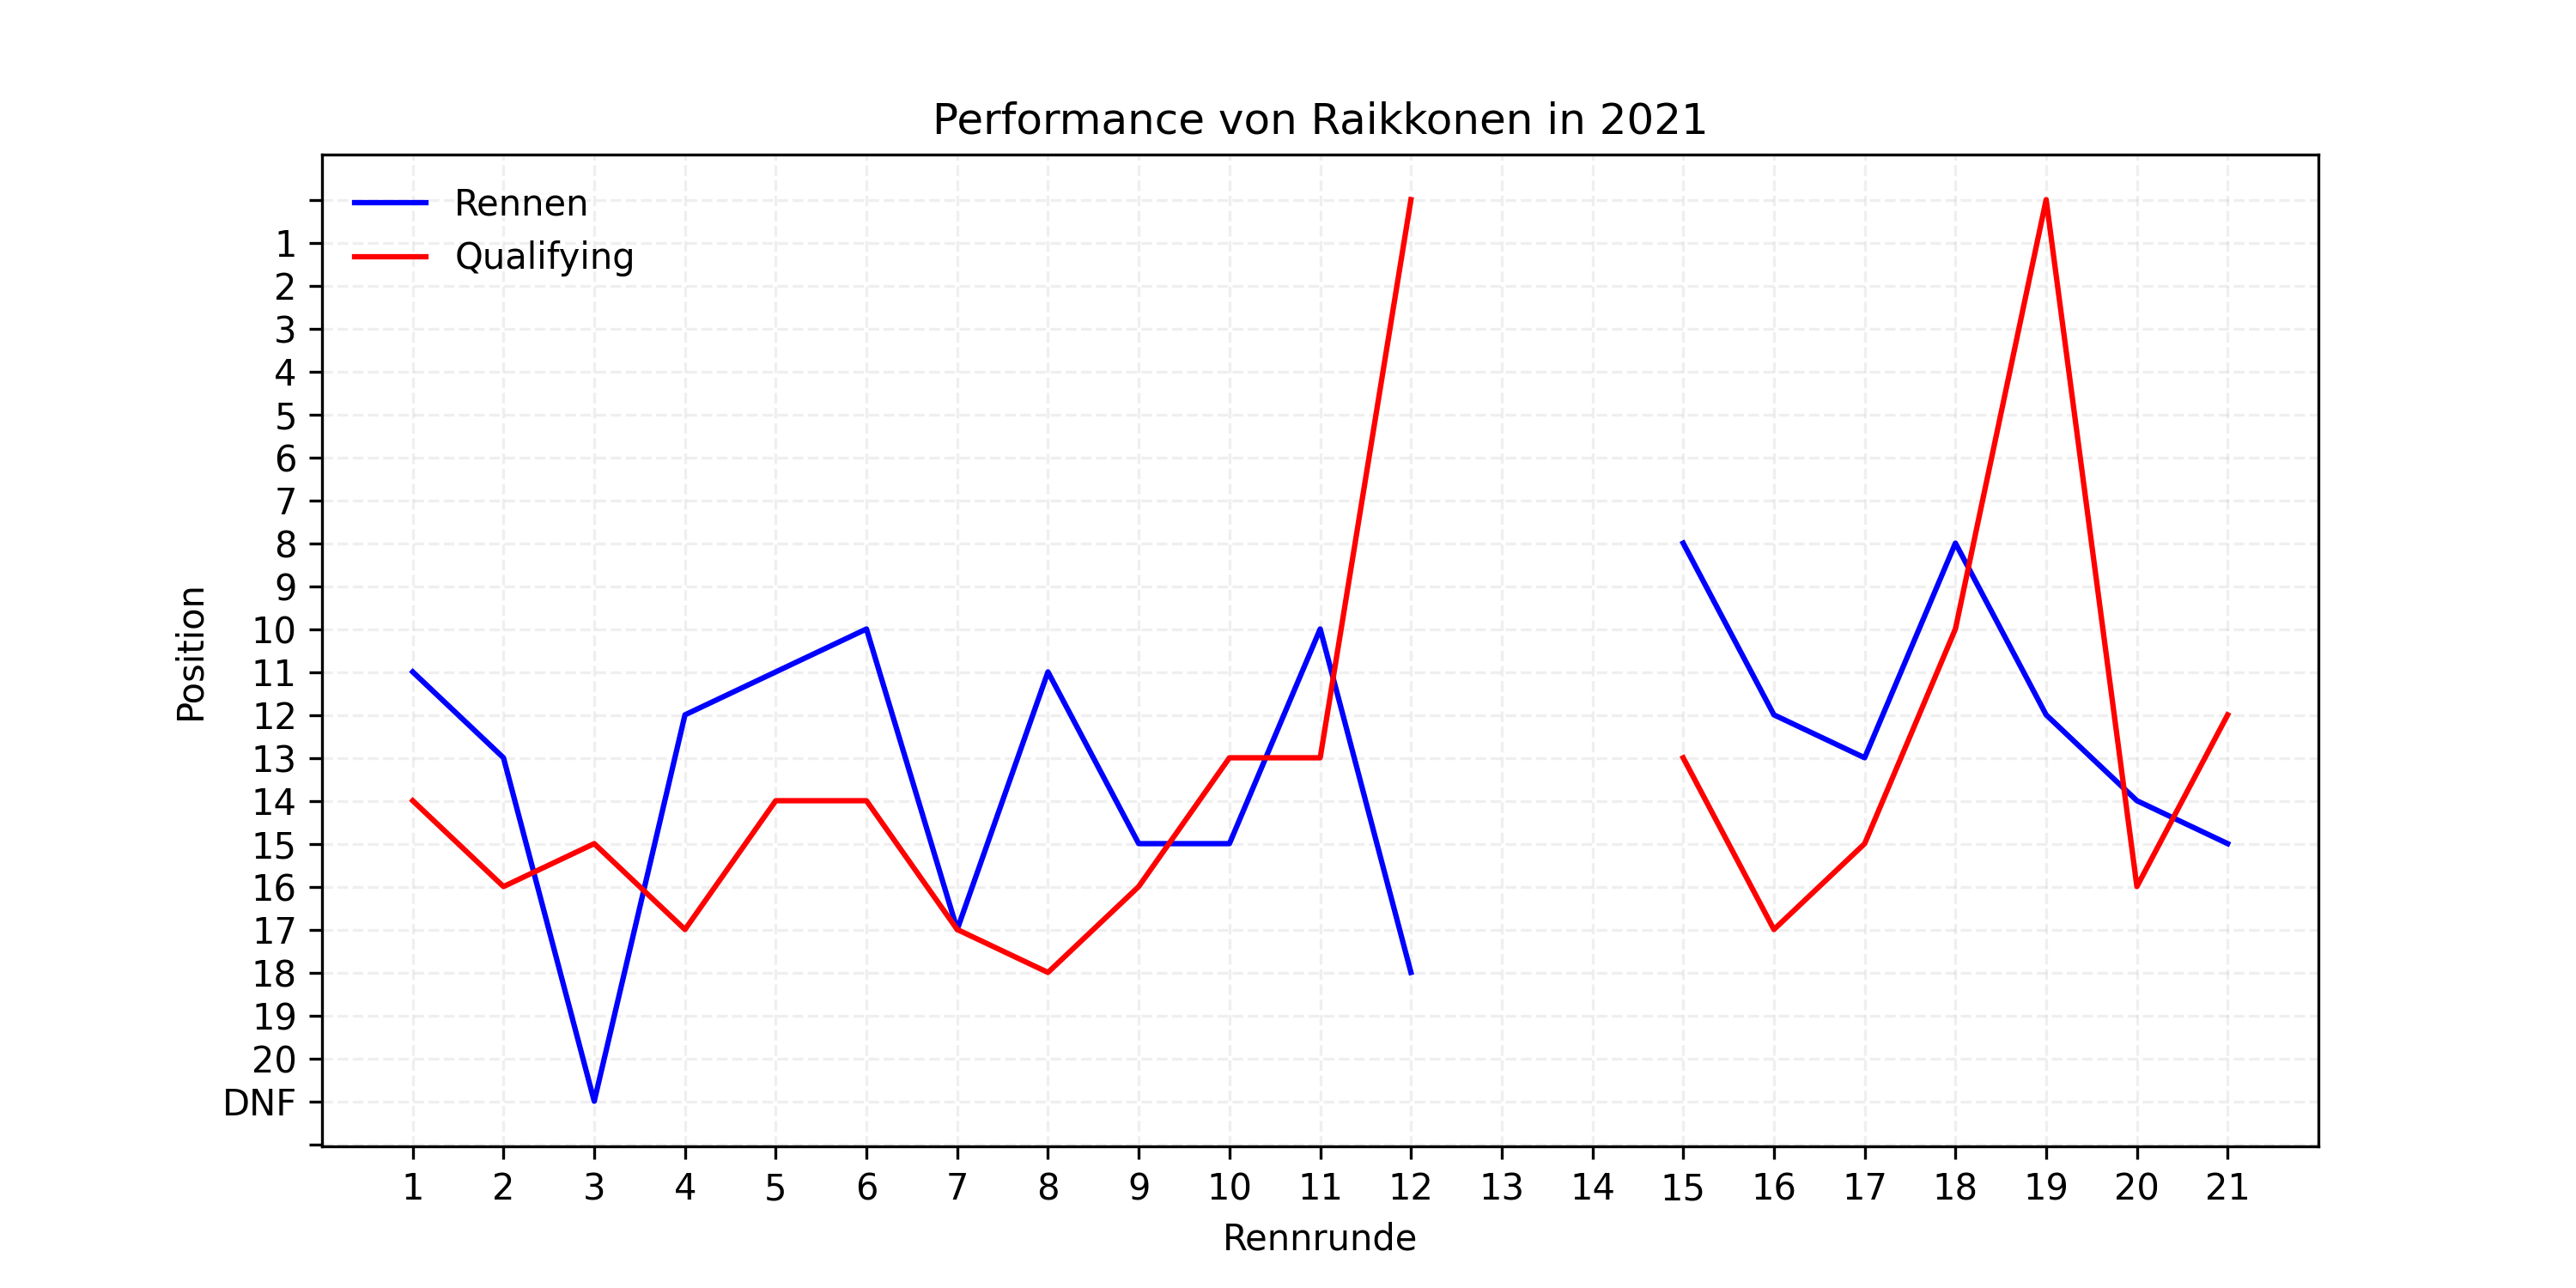 Performance von Raikkonen in 2021
Rennen
Qualifying
Position
1
2
3
4
5
6
7
8
9
10
11
12
13
14
15
16
17
18
19
20
DNF
1 2 3 4 5 6 7 8 9 10 11 12 13 14 15 16 17 18 19 20 21
Rennrunde